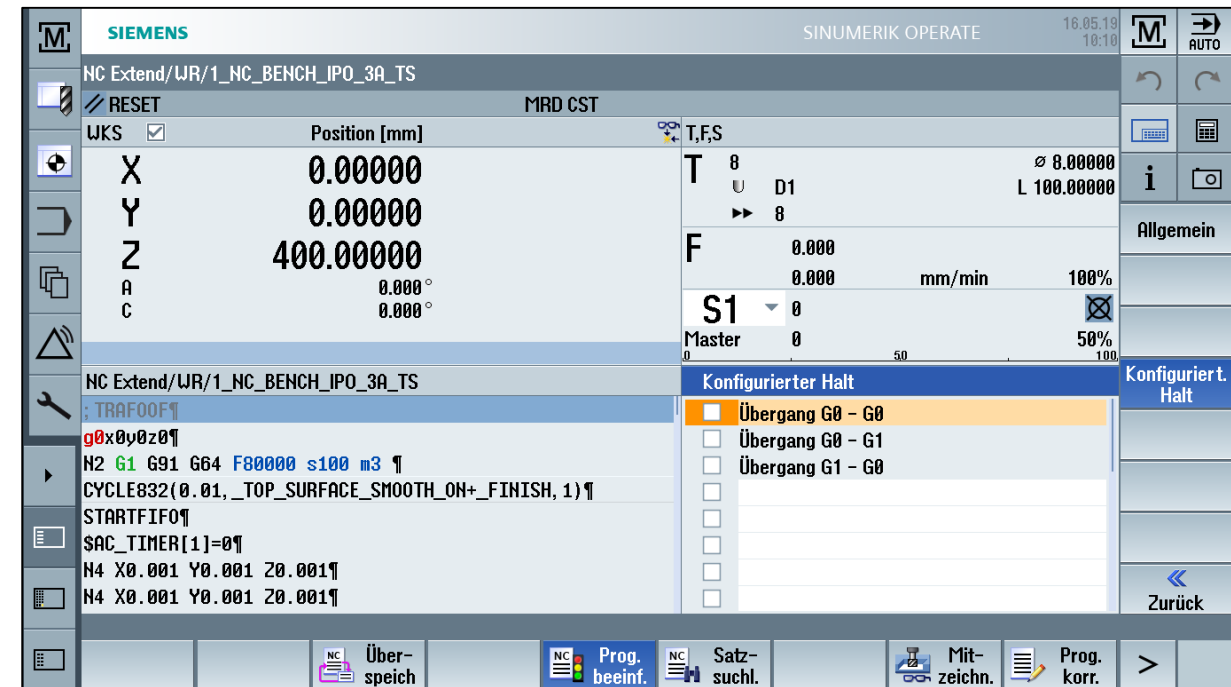 M
SIEMENS
SINUMERIK OPERATE
16.05.19
10:10
M
AUTO
NC Extend/WR/1_NC_BENCH_IPO_3A_TS
RESET
MRD CST
WKS
Position [mm]
T,F,S
X 0.00000
Y 0.00000
Z 400.00000
A 0.000°
C 0.000°
T 8 ø 8.00000
D1 L 100.00000
8
F 0.000
0.000 mm/min 100%
S1 0
Master 0 50%
0 50 100
i
Allgemein
Konfiguriert.
Halt
Zurück
NC Extend/WR/1_NC_BENCH_IPO_3A_TS
; TRAFOOF¶
g0x0y0z0¶
N2 G1 G91 G64 F80000 s100 m3 ¶
CYCLE832(0.01,_TOP_SURFACE_SMOOTH_ON+_FINISH,1)¶
STARTFIFO¶
$AC_TIMER[1]=0¶
N4 X0.001 Y0.001 Z0.001¶
N4 X0.001 Y0.001 Z0.001¶
Konfigurierter Halt
Übergang G0 - G0
Übergang G0 - G1
Übergang G1 - G0
NC Über-
speich
NC Prog.
beeinf.
NC Satz-
suchl.
Mit-
zeichn.
Prog.
korr.
>